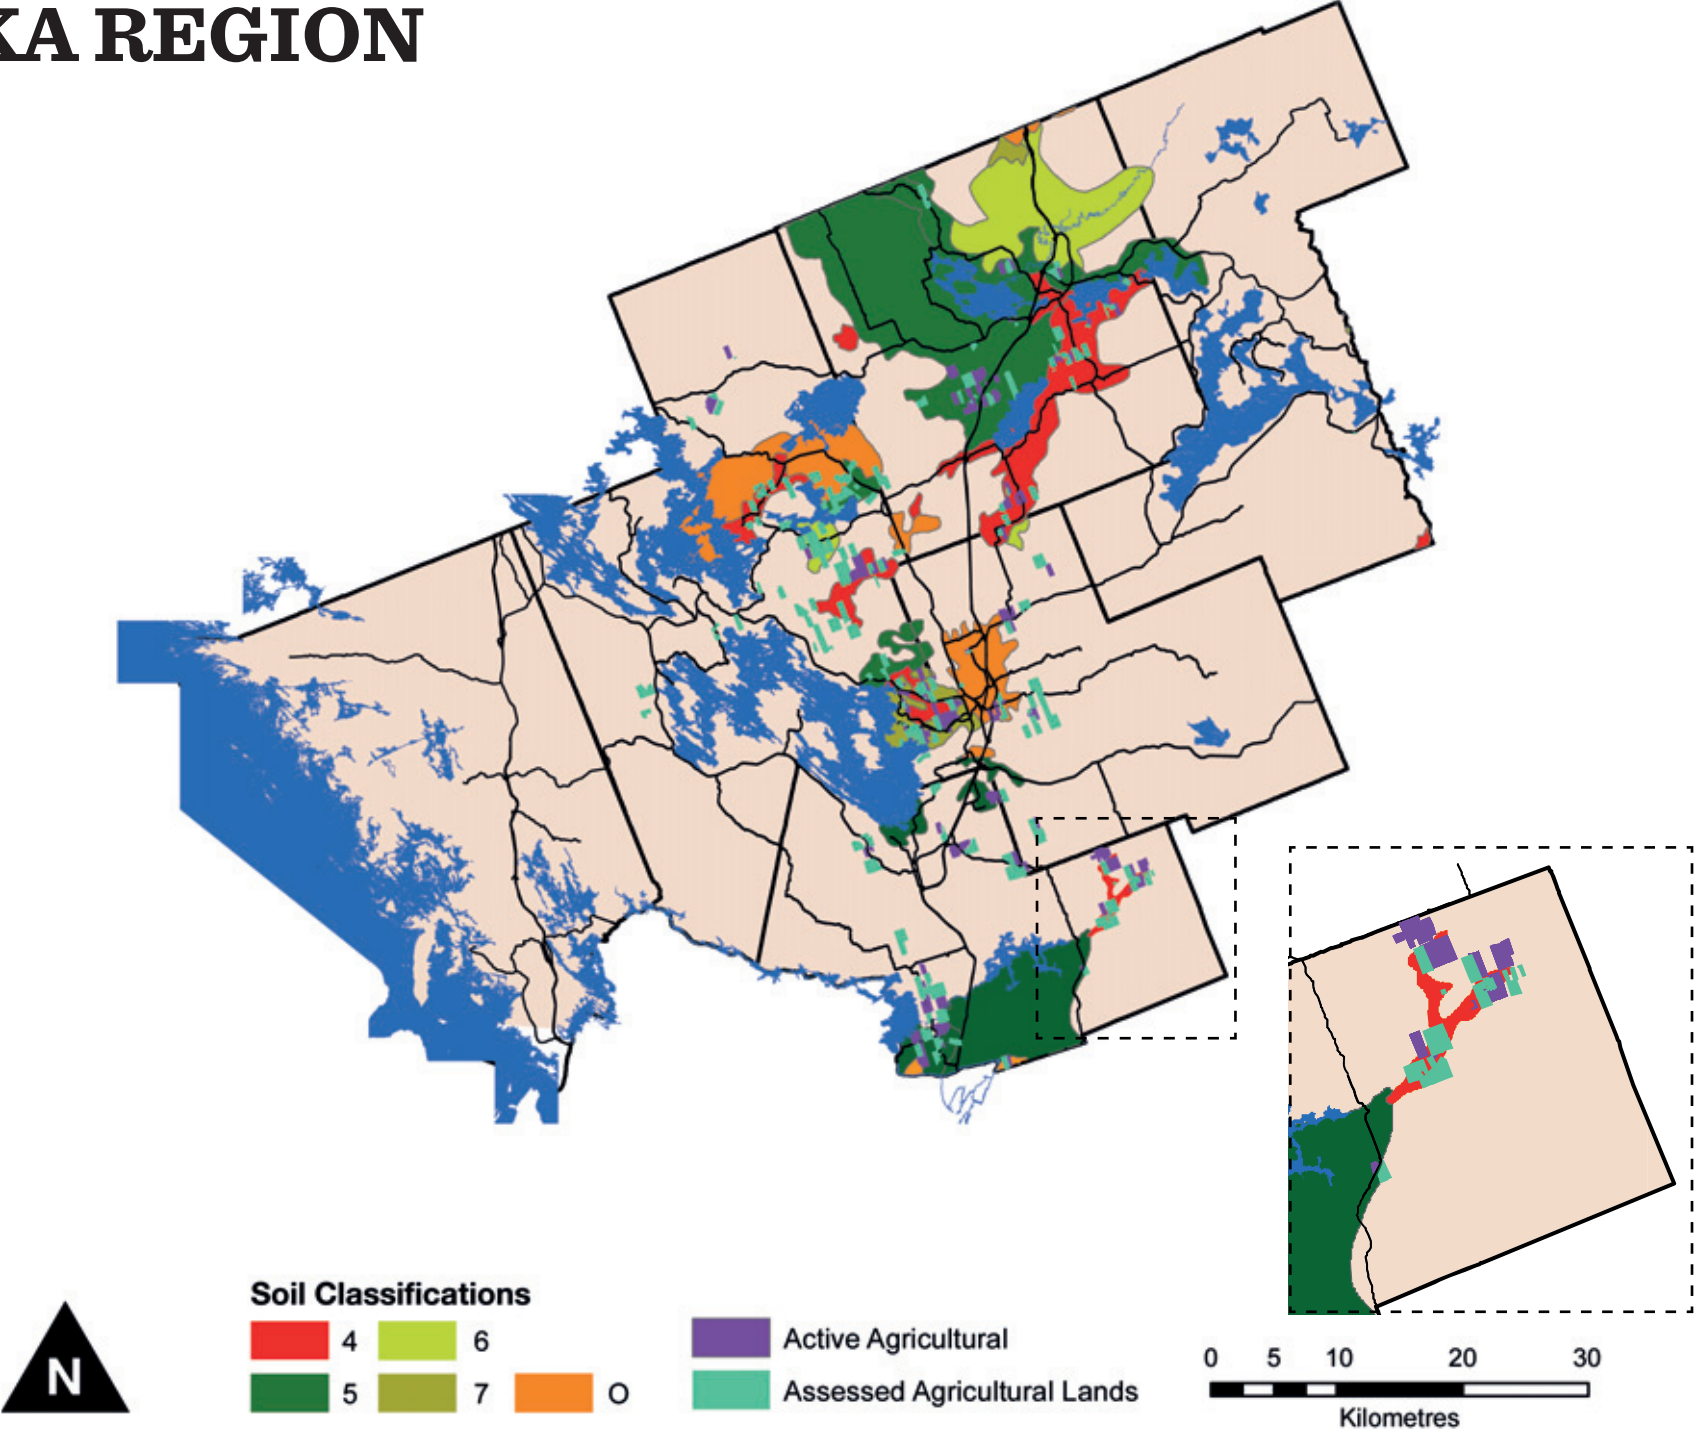 KA REGION
N
Soil Classifications
4
6
5
7
O
Active Agricultural
Assessed Agricultural Lands
0 5 10 20 30
Kilometres